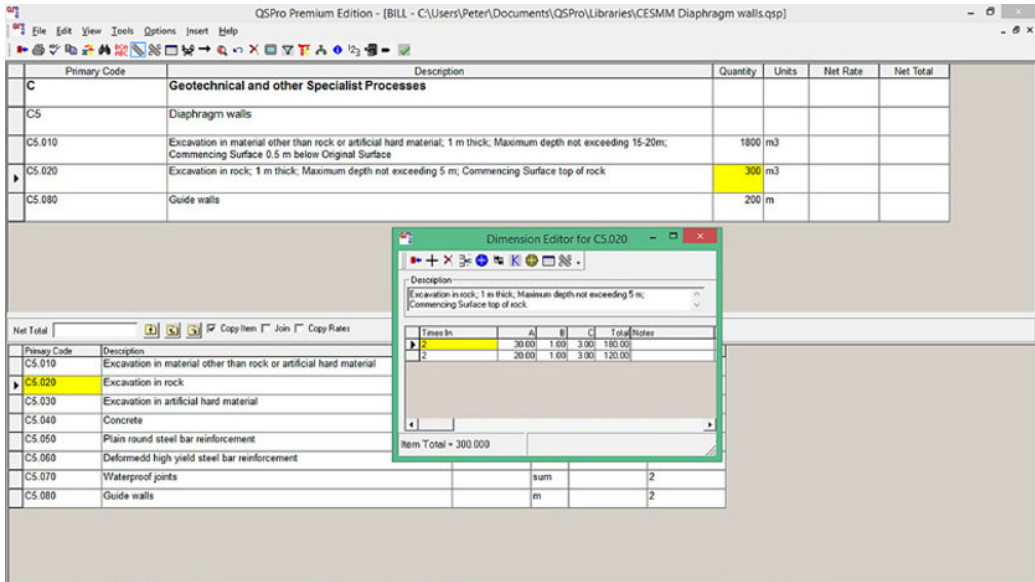 QSPro Premium Edition - [BILL - C:\Users\Peter\Documents\QSPro\Libraries\CESMM Diaphragm walls.qsp]
File Edit View Tools Options Insert Help
Primary Code Description Quantity Units Net Rate Net Total
C Geotechnical and other Specialist Processes
C5 Diaphragm walls
C5.010 Excavation in material other than rock or artificial hard material; 1 m thick; Maximum depth not exceeding 15-20m; 1800 m3
Commencing Surface 0.5 m below Original Surface
C5.020 Excavation in rock; 1 m thick; Maximum depth not exceeding 5 m; Commencing Surface top of rock 300 m3
C5.080 Guide walls 200 m
Dimension Editor for C5.020
Description
Excavation in rock; 1 m thick; Maximum depth not exceeding 5 m;
Commencing Surface top of rock.
Times In A B C Total Notes
2 30.00 1.00 3.00 180.00
2 20.00 1.00 3.00 120.00
Item Total = 300.000
Net Total Copy Item Join Copy Rates
Primary Code Description
C5.010 Excavation in material other than rock or artificial hard material
C5.020 Excavation in rock
C5.030 Excavation in artificial hard material
C5.040 Concrete
C5.050 Plain round steel bar reinforcement
C5.060 Deformedd high yield steel bar reinforcement
C5.070 Waterproof joints sum 2
C5.080 Guide walls m 2